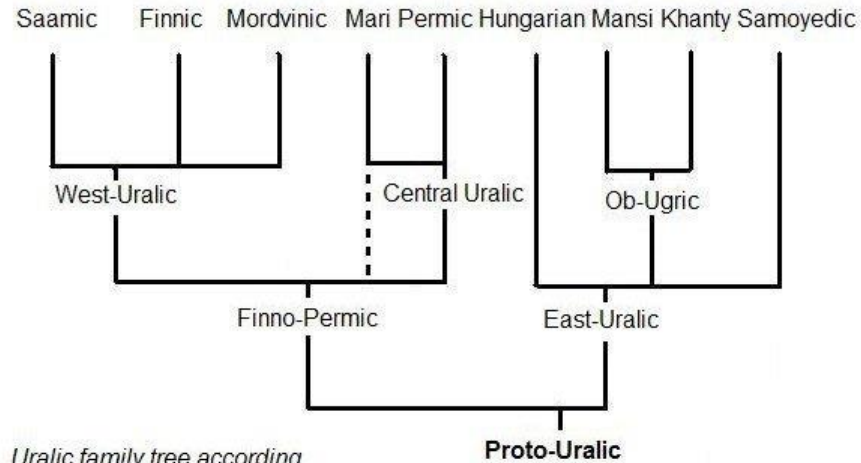 Saamic Finnic Mordvinic Mari Permic Hungarian Mansi Khanty Samoyedic
West-Uralic Central Uralic Ob-Ugric
Finno-Permic East-Uralic
Proto-Uralic
Uralic family tree according